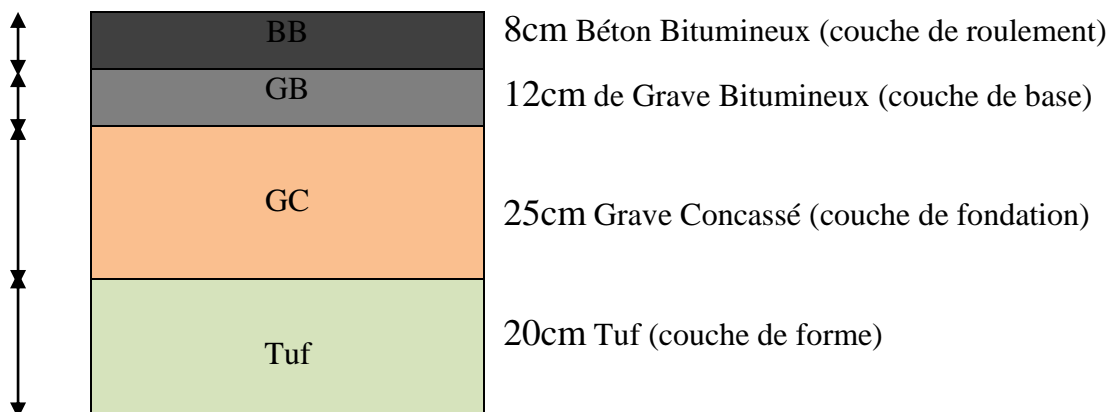 BB
8cm Béton Bitumineux (couche de roulement)
GB
12cm de Grave Bitumineux (couche de base)
GC
25cm Grave Concassé (couche de fondation)
Tuf
20cm Tuf (couche de forme)